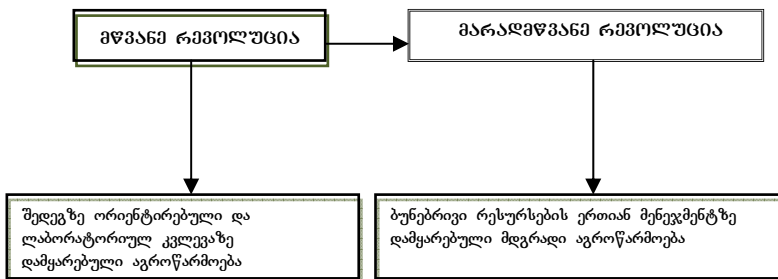 მწვანე რევოლუცია
მარადმწვანე რევოლუცია
შედეგზე ორიენტირებული და
ლაბორატორიულ კვლევაზე
დამყარებული აგროწარმოება
ბუნებრივი რესურსების ერთიან მენეჯმენტზე
დამყარებული მდგრადი აგროწარმოება